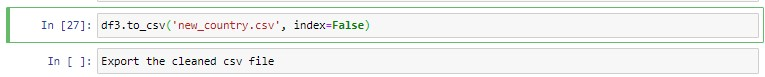 In [27]: df3.to_csv('new_country.csv', index=False)
In [ ]: Export the cleaned csv file